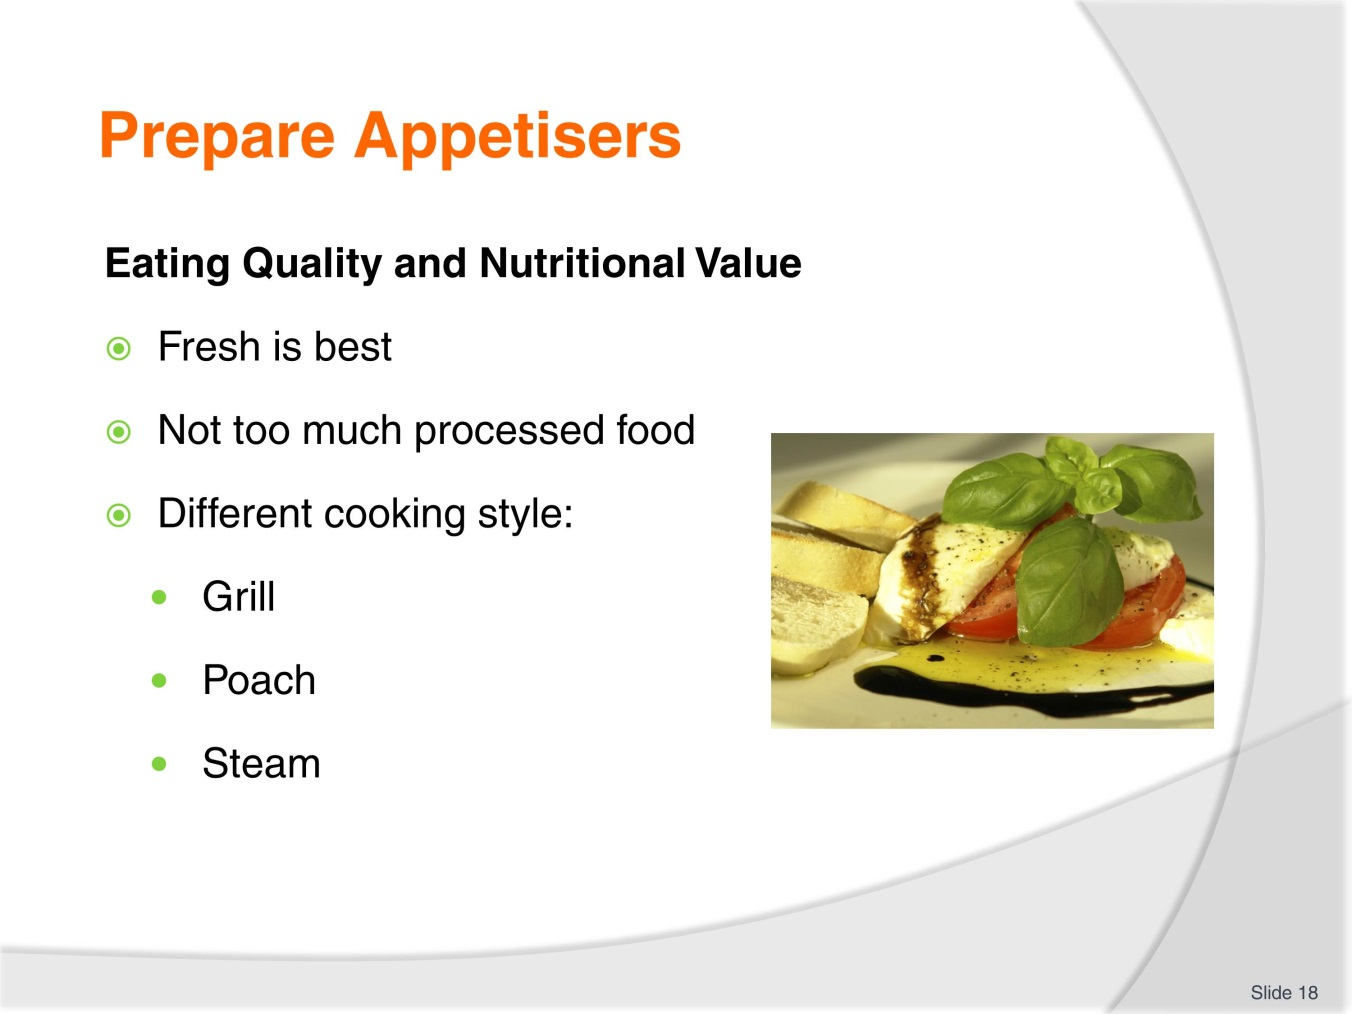 Prepare Appetisers
Eating Quality and Nutritional Value
Fresh is best
Not too much processed food
Different cooking style:
Grill
Poach
Steam
Slide 18